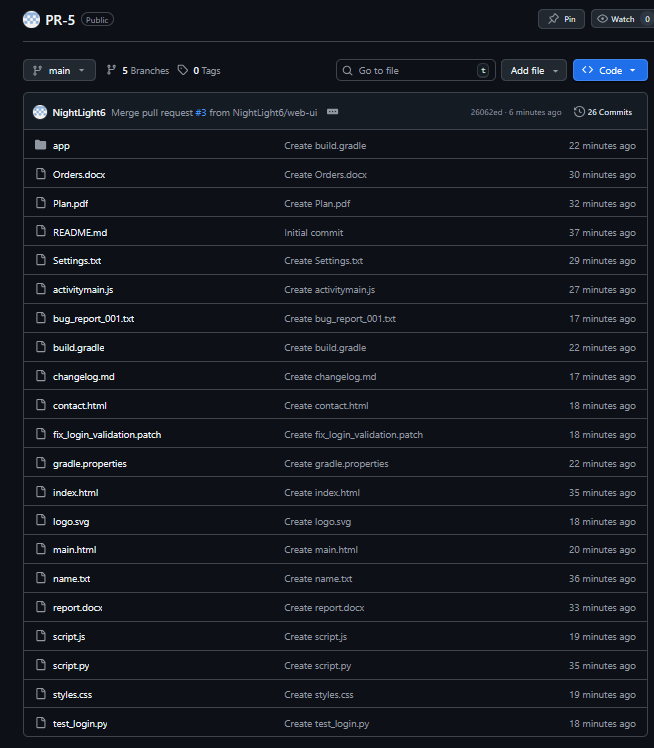 PR-5 Public Pin Watch 0
main 5 Branches 0 Tags Go to file t Add file Code
NightLight6 Merge pull request #3 from NightLight6/web-ui 26062ed · 6 minutes ago 26 Commits
app Create build.gradle 22 minutes ago
Orders.docx Create Orders.docx 30 minutes ago
Plan.pdf Create Plan.pdf 32 minutes ago
README.md Initial commit 37 minutes ago
Settings.txt Create Settings.txt 29 minutes ago
activitymain.js Create activitymain.js 27 minutes ago
bug_report_001.txt Create bug_report_001.txt 17 minutes ago
build.gradle Create build.gradle 22 minutes ago
changelog.md Create changelog.md 17 minutes ago
contact.html Create contact.html 18 minutes ago
fix_login_validation.patch Create fix_login_validation.patch 18 minutes ago
gradle.properties Create gradle.properties 22 minutes ago
index.html Create index.html 35 minutes ago
logo.svg Create logo.svg 18 minutes ago
main.html Create main.html 20 minutes ago
name.txt Create name.txt 36 minutes ago
report.docx Create report.docx 33 minutes ago
script.js Create script.js 19 minutes ago
script.py Create script.py 35 minutes ago
styles.css Create styles.css 19 minutes ago
test_login.py Create test_login.py 18 minutes ago